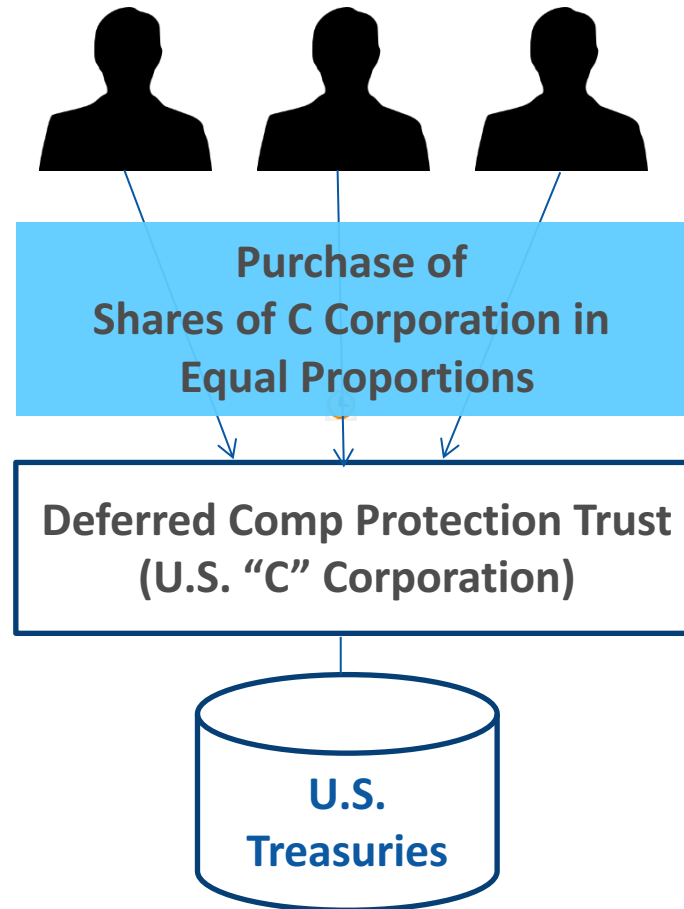 Purchase of
Shares of C Corporation in
Equal Proportions
Deferred Comp Protection Trust
(U.S. “C” Corporation)
U.S.
Treasuries